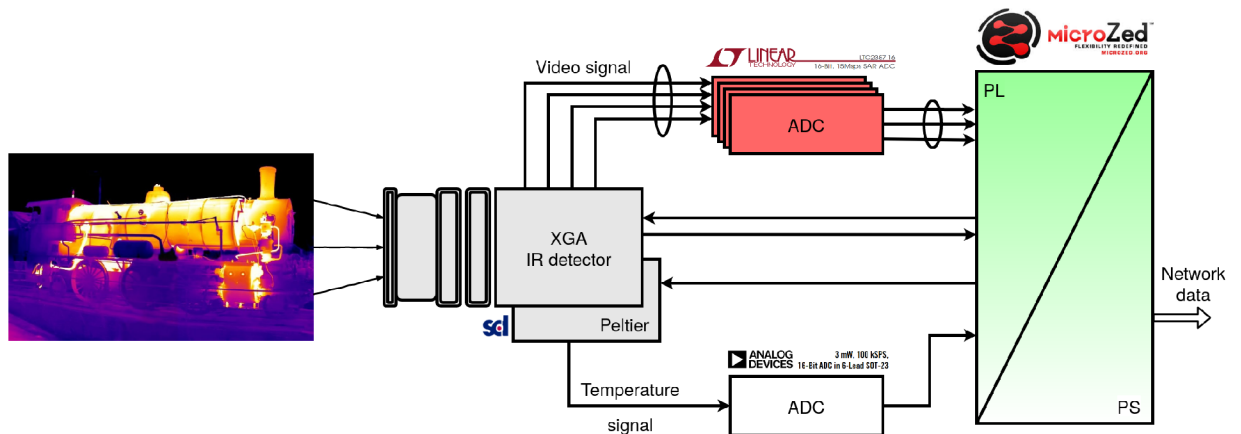 MicroZed™
FLEXIBILITY REDEFINED
MICROZED.ORG
LINEAR
TECHNOLOGY
LTC2387-16
16-Bit, 15Msps SAR ADC
Video signal
PL
ADC
XGA
IR detector
Network
data
Peltier
scd
ANALOG
DEVICES
3 mW, 100 kSPS,
16-Bit ADC in 6-Lead SOT-23
Temperature
signal
ADC
PS